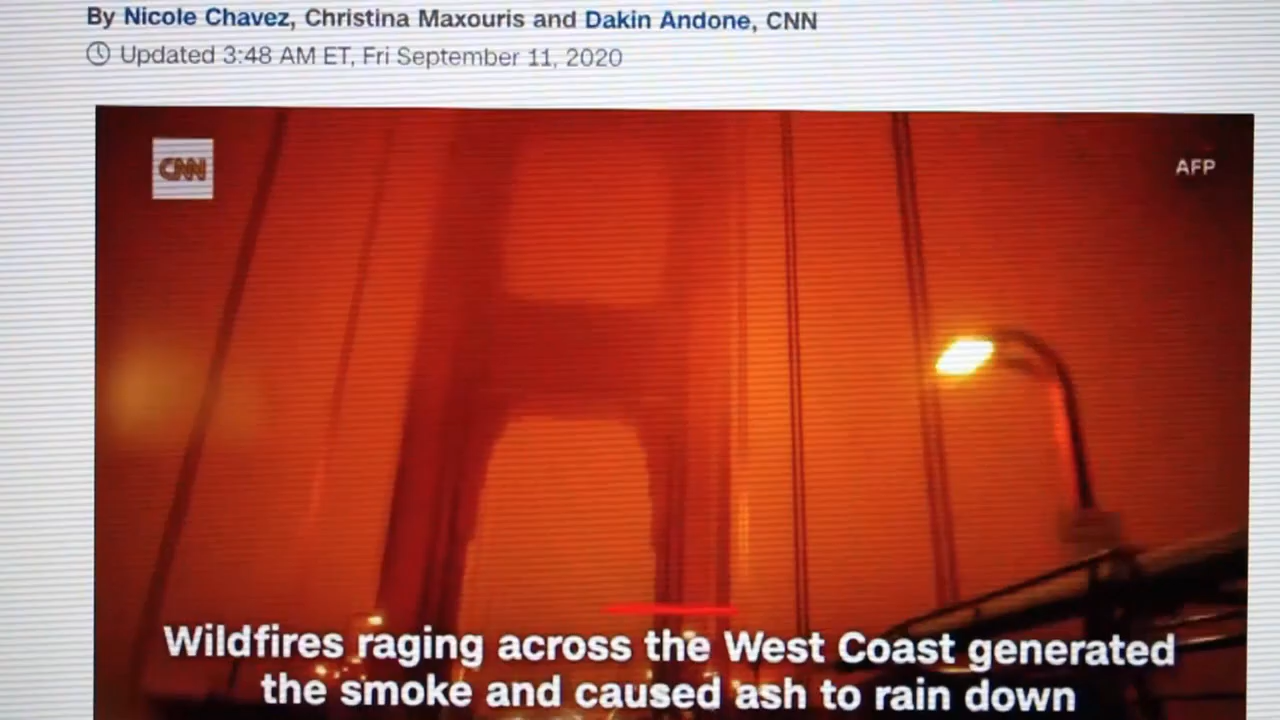 By Nicole Chavez, Christina Maxouris and Dakin Andone, CNN
Updated 3:48 AM ET, Fri September 11, 2020
CNN
AFP
Wildfires raging across the West Coast generated
the smoke and caused ash to rain down